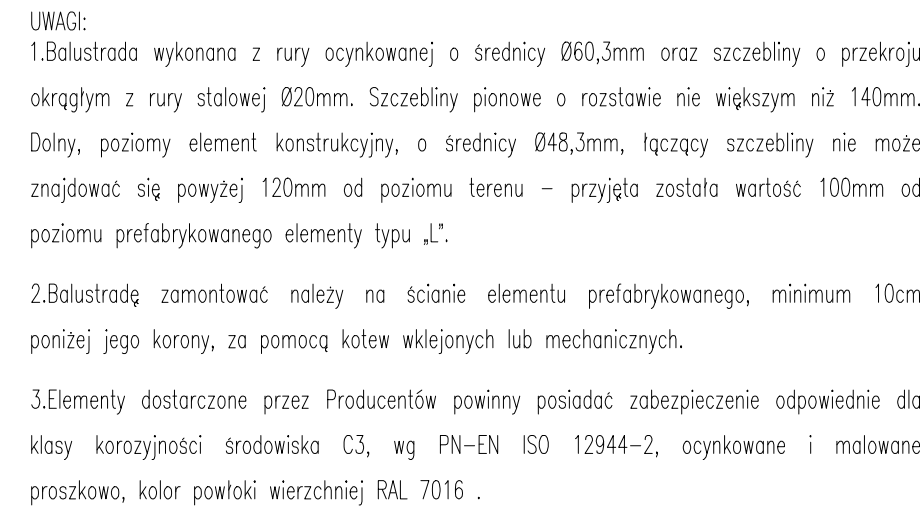 UWAGI:
1.Balustrada wykonana z rury ocynkowanej o średnicy Ø60,3mm oraz szczebliny o przekroju
okrągłym z rury stalowej Ø20mm. Szczebliny pionowe o rozstawie nie większym niż 140mm.
Dolny, poziomy element konstrukcyjny, o średnicy Ø48,3mm, łączący szczebliny nie może
znajdować się powyżej 120mm od poziomu terenu – przyjęta została wartość 100mm od
poziomu prefabrykowanego elementy typu „L”.
2.Balustradę zamontować należy na ścianie elementu prefabrykowanego, minimum 10cm
poniżej jego korony, za pomocą kotew wklejonych lub mechanicznych.
3.Elementy dostarczone przez Producentów powinny posiadać zabezpieczenie odpowiednie dla
klasy korozyjności środowiska C3, wg PN–EN ISO 12944–2, ocynkowane i malowane
proszkowo, kolor powłoki wierzchniej RAL 7016 .